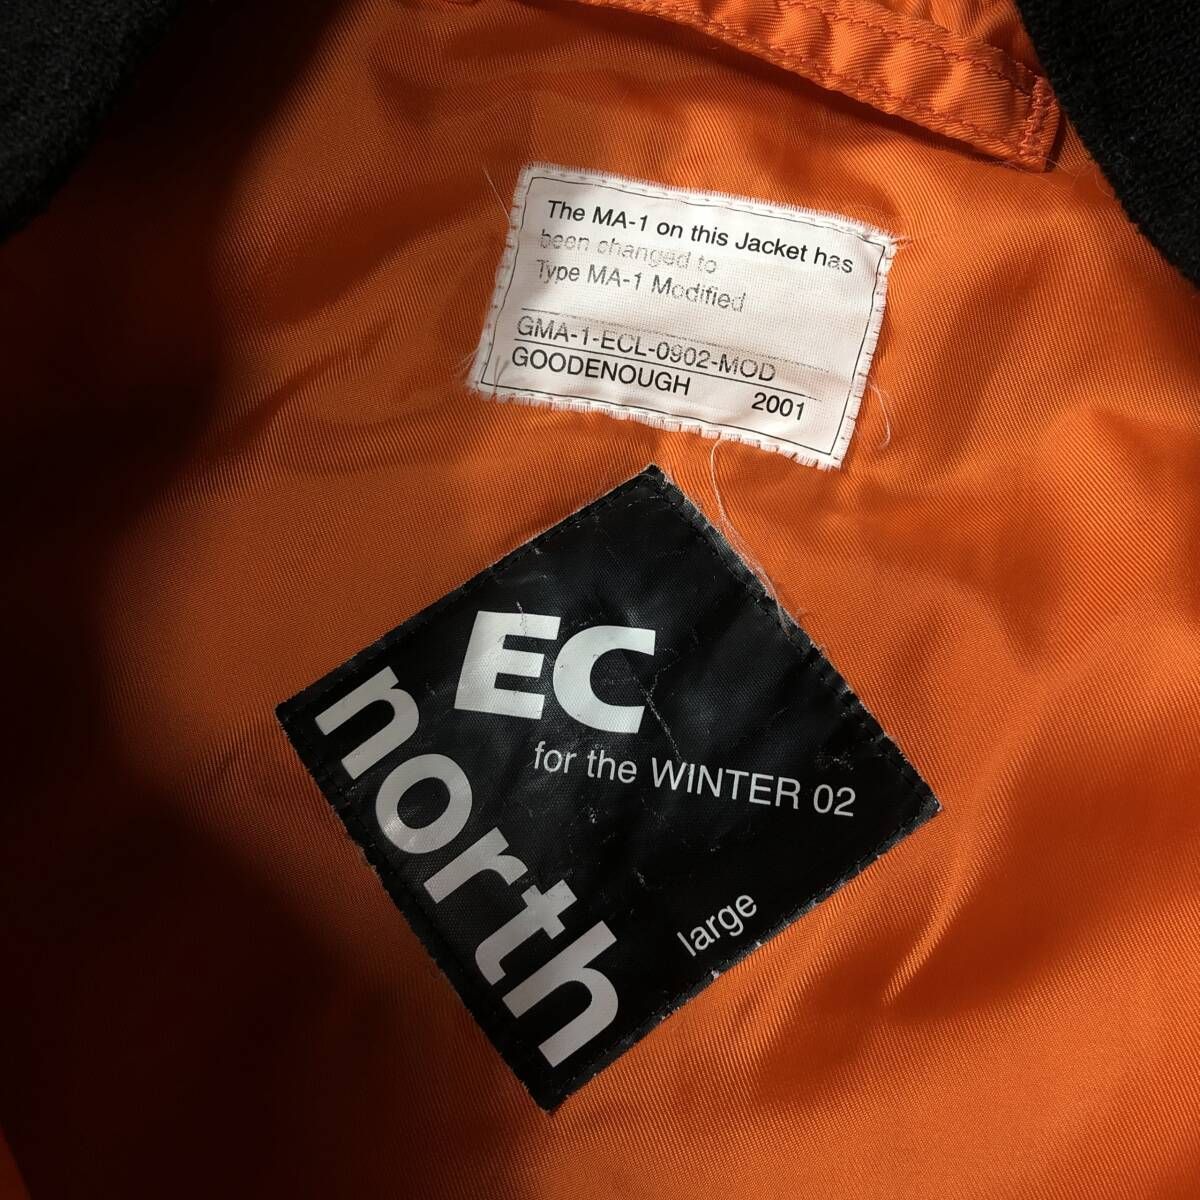 The MA-1 on this Jacket has
been changed to
Type MA-1 Modified
GMA-1-ECL-0902-MOD
GOODENOUGH 2001
EC
for the WINTER 02
north
large